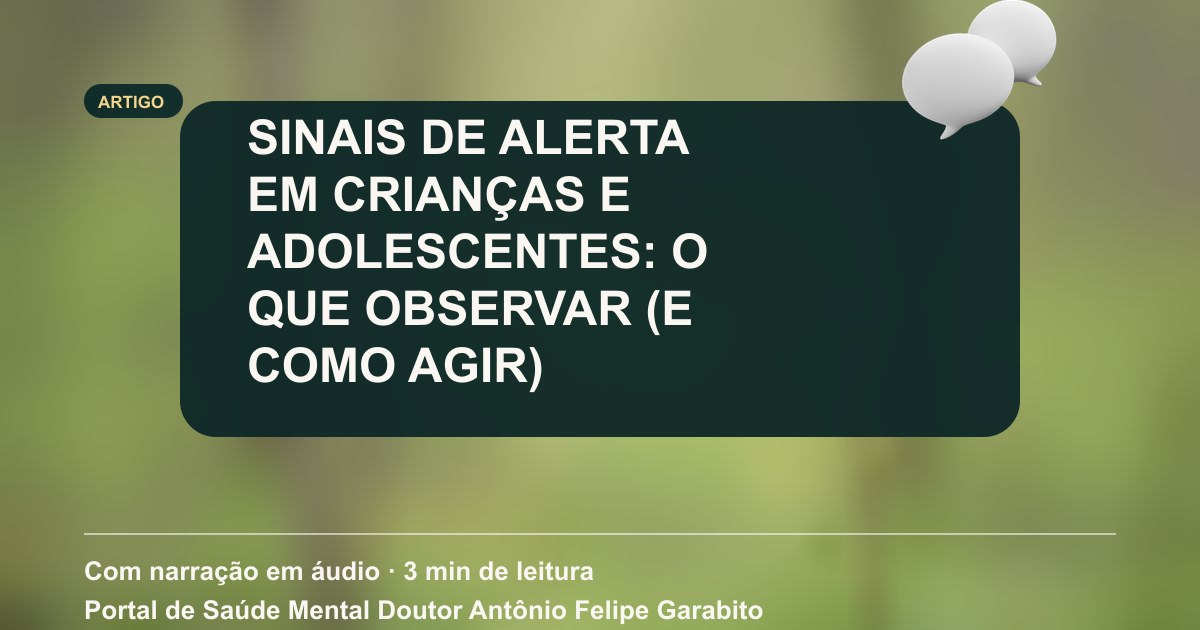 ARTIGO
SINAIS DE ALERTA
EM CRIANÇAS E
ADOLESCENTES: O
QUE OBSERVAR (E
COMO AGIR)
Com narração em áudio · 3 min de leitura
Portal de Saúde Mental Doutor Antônio Felipe Garabito